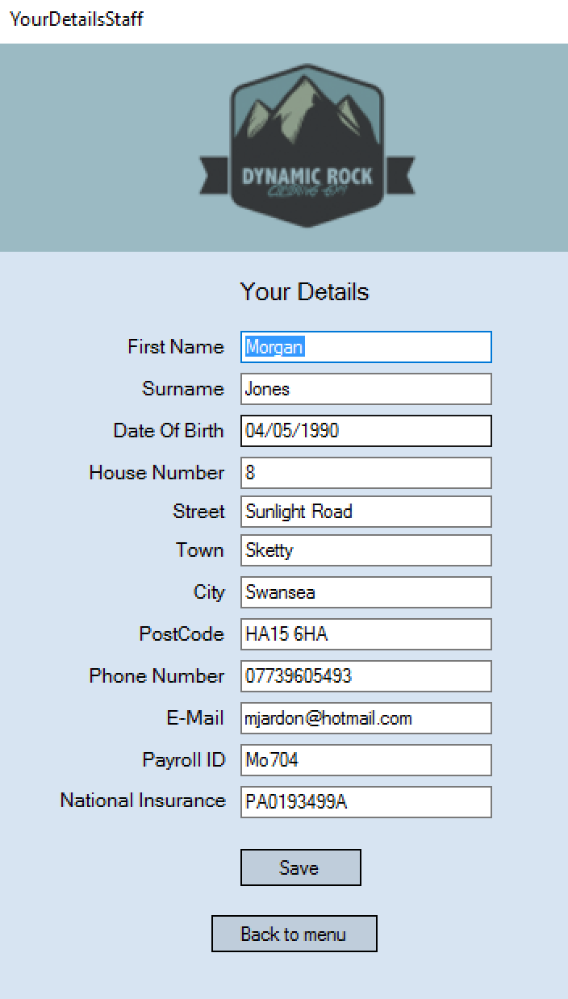 YourDetailsStaff
DYNAMIC ROCK
Your Details
First Name Morgan
Surname Jones
Date Of Birth 04/05/1990
House Number 8
Street Sunlight Road
Town Sketty
City Swansea
PostCode HA15 6HA
Phone Number 07739605493
E-Mail mjardon@hotmail.com
Payroll ID Mo704
National Insurance PA0193499A
Save
Back to menu